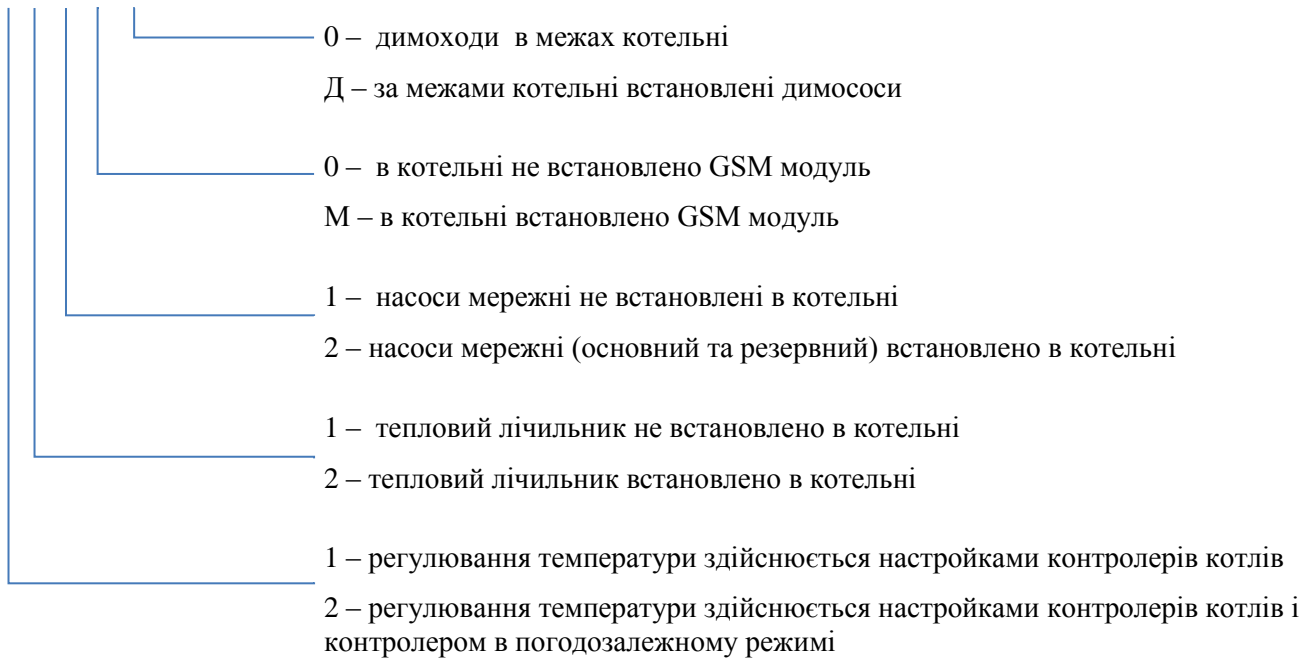 0 – димоходи в межах котельні
Д – за межами котельні встановлені димососи
0 – в котельні не встановлено GSM модуль
М – в котельні встановлено GSM модуль
1 – насоси мережні не встановлені в котельні
2 – насоси мережні (основний та резервний) встановлено в котельні
1 – тепловий лічильник не встановлено в котельні
2 – тепловий лічильник встановлено в котельні
1 – регулювання температури здійснюється настройками контролерів котлів
2 – регулювання температури здійснюється настройками контролерів котлів і
контролером в погодозалежному режимі